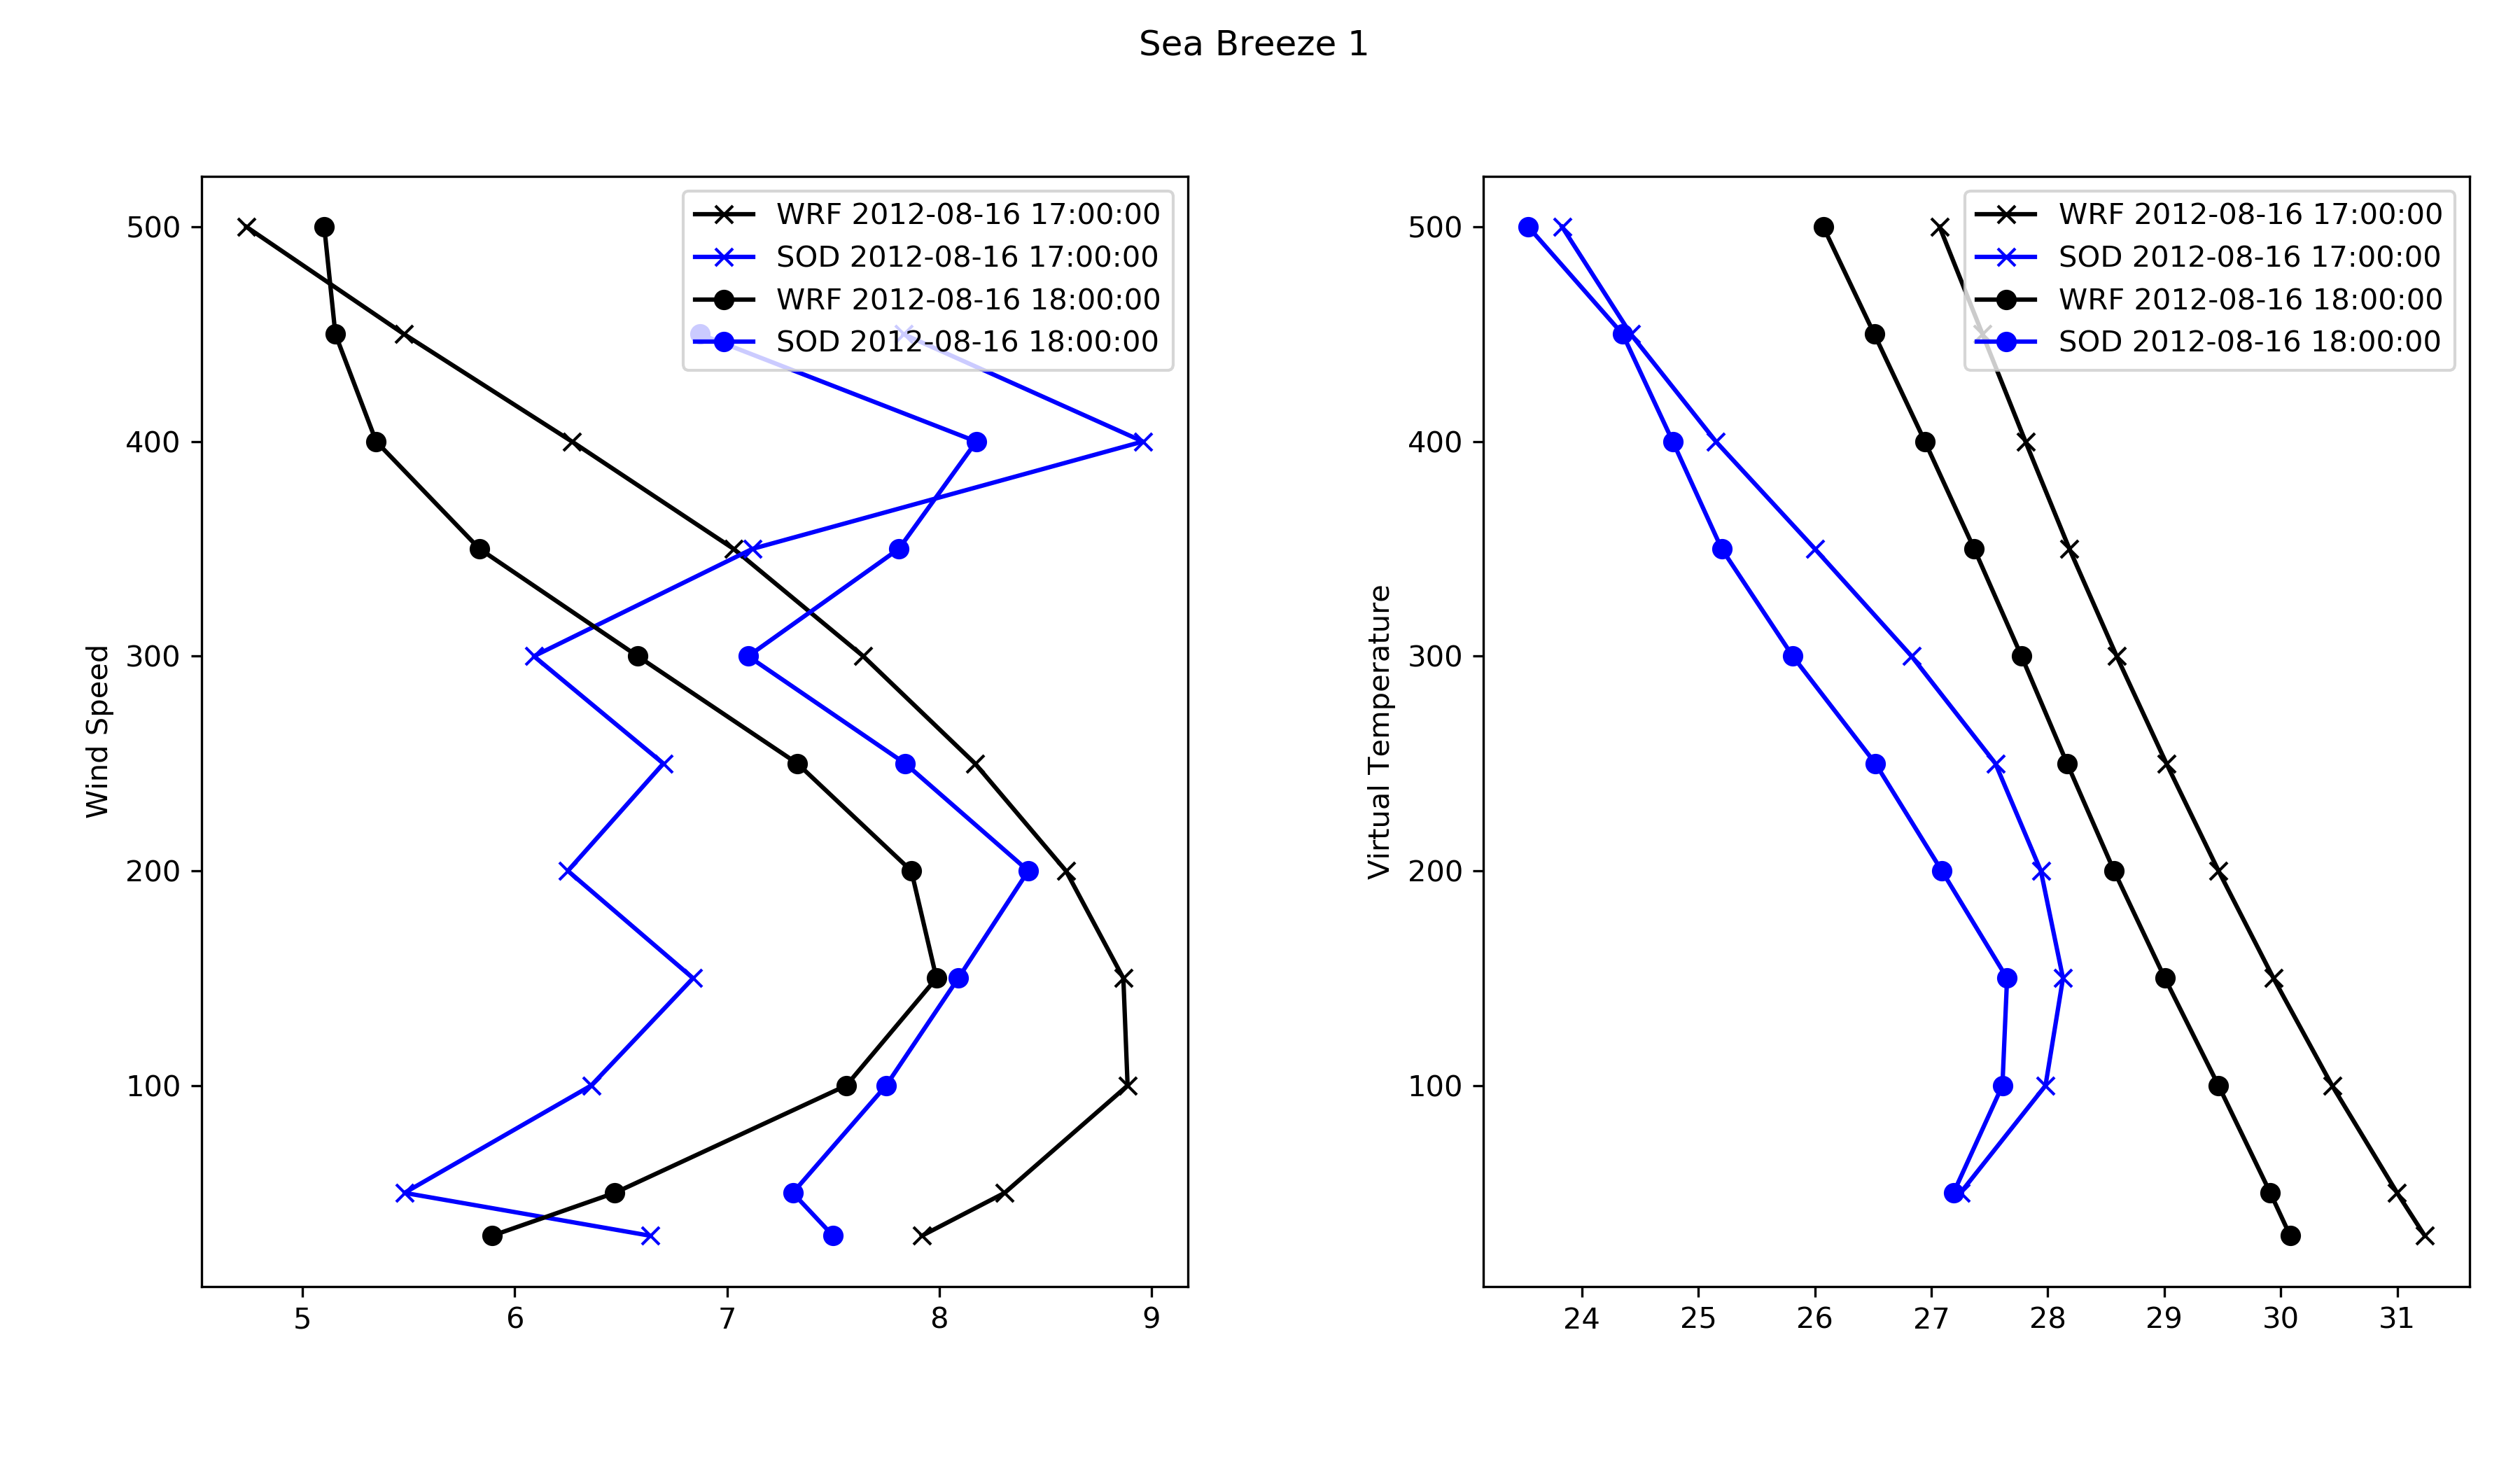 Sea Breeze 1
Wind Speed
500
400
300
200
100
5 6 7 8 9
WRF 2012-08-16 17:00:00
SOD 2012-08-16 17:00:00
WRF 2012-08-16 18:00:00
SOD 2012-08-16 18:00:00
Virtual Temperature
500
400
300
200
100
24 25 26 27 28 29 30 31
WRF 2012-08-16 17:00:00
SOD 2012-08-16 17:00:00
WRF 2012-08-16 18:00:00
SOD 2012-08-16 18:00:00